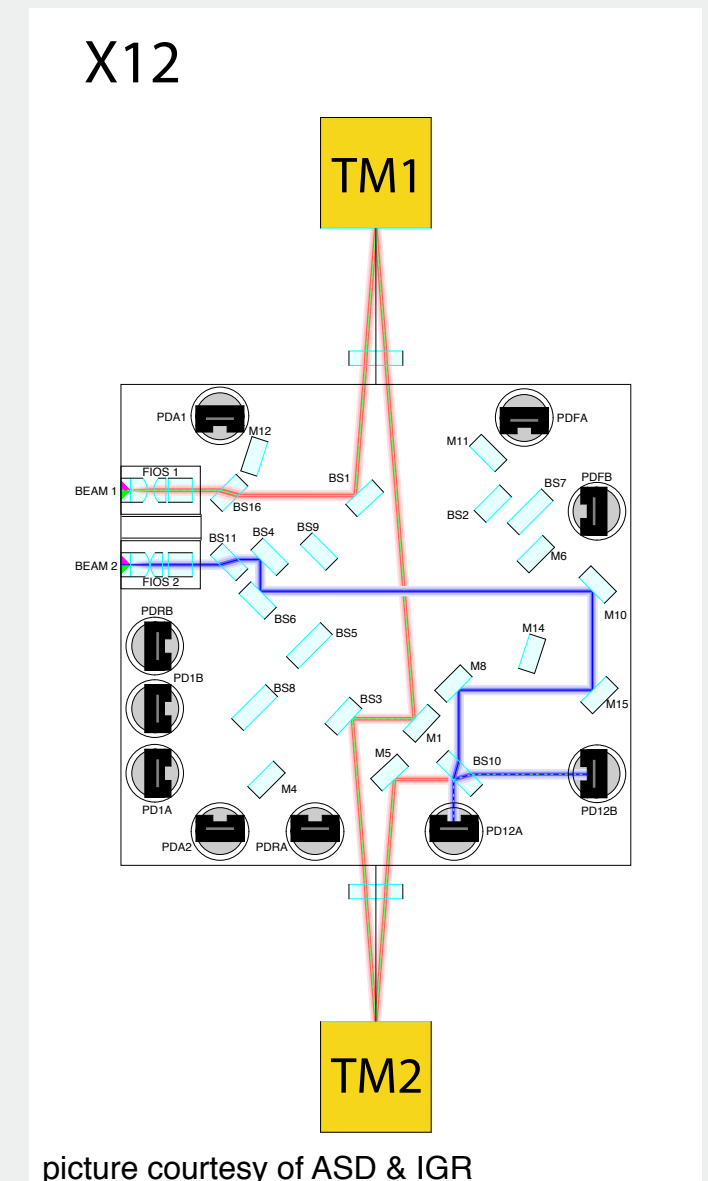 X12
TM1
PDA1
M12
PDFA
M11
FIOS 1
BS1
BS7
PDFB
BEAM 1
BS16
BS2
BS11
BS4
BS9
M6
BEAM 2
FIOS 2
BS6
M10
PDRB
BS5
M14
PD1B
M8
BS8
BS3
M15
M1
M5
BS10
M4
PD1A
PD12B
PDA2
PDRA
PD12A
TM2
picture courtesy of ASD & IGR